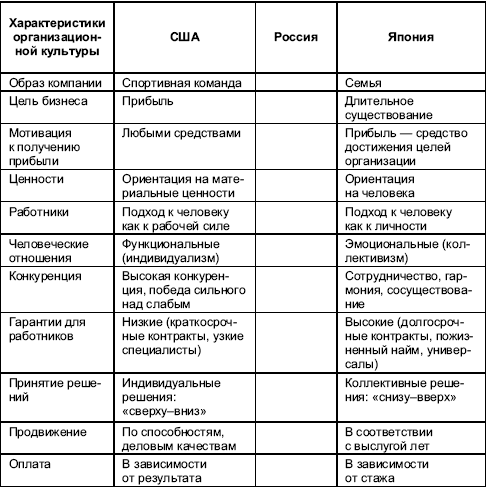 Характеристики
организацион-
ной культуры
США
Россия
Япония
Образ компании
Спортивная команда
Семья
Цель бизнеса
Прибыль
Длительное
существование
Мотивация
к получению
прибыли
Любыми средствами
Прибыль — средство
достижения целей
организации
Ценности
Ориентация на мате-
риальные ценности
Ориентация
на человека
Работники
Подход к человеку
как к рабочей силе
Подход к человеку
как к личности
Человеческие
отношения
Функциональные
(индивидуализм)
Эмоциональные (кол-
лективизм)
Конкуренция
Высокая конкурен-
ция, победа сильного
над слабым
Сотрудничество, гар-
мония, сосуществова-
ние
Гарантии для
работников
Низкие (краткосроч-
ные контракты, узкие
специалисты)
Высокие (долгосроч-
ные контракты, пожиз-
ненный найм, универ-
салы)
Принятие реше-
ний
Индивидуальные
решения:
«сверху–вниз»
Коллективные реше-
ния: «снизу–вверх»
Продвижение
По способностям,
деловым качествам
В соответствии
с выслугой лет
Оплата
В зависимости
от результата
В зависимости
от стажа